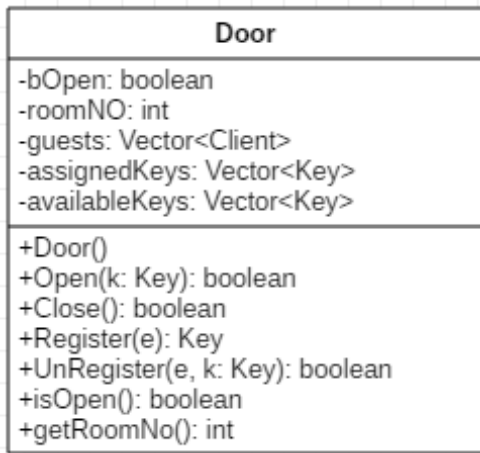 Door
-bOpen: boolean
-roomNO: int
-guests: Vector<Client>
-assignedKeys: Vector<Key>
-availableKeys: Vector<Key>
+Door()
+Open(k: Key): boolean
+Close(): boolean
+Register(e): Key
+UnRegister(e, k: Key): boolean
+isOpen(): boolean
+getRoomNo(): int